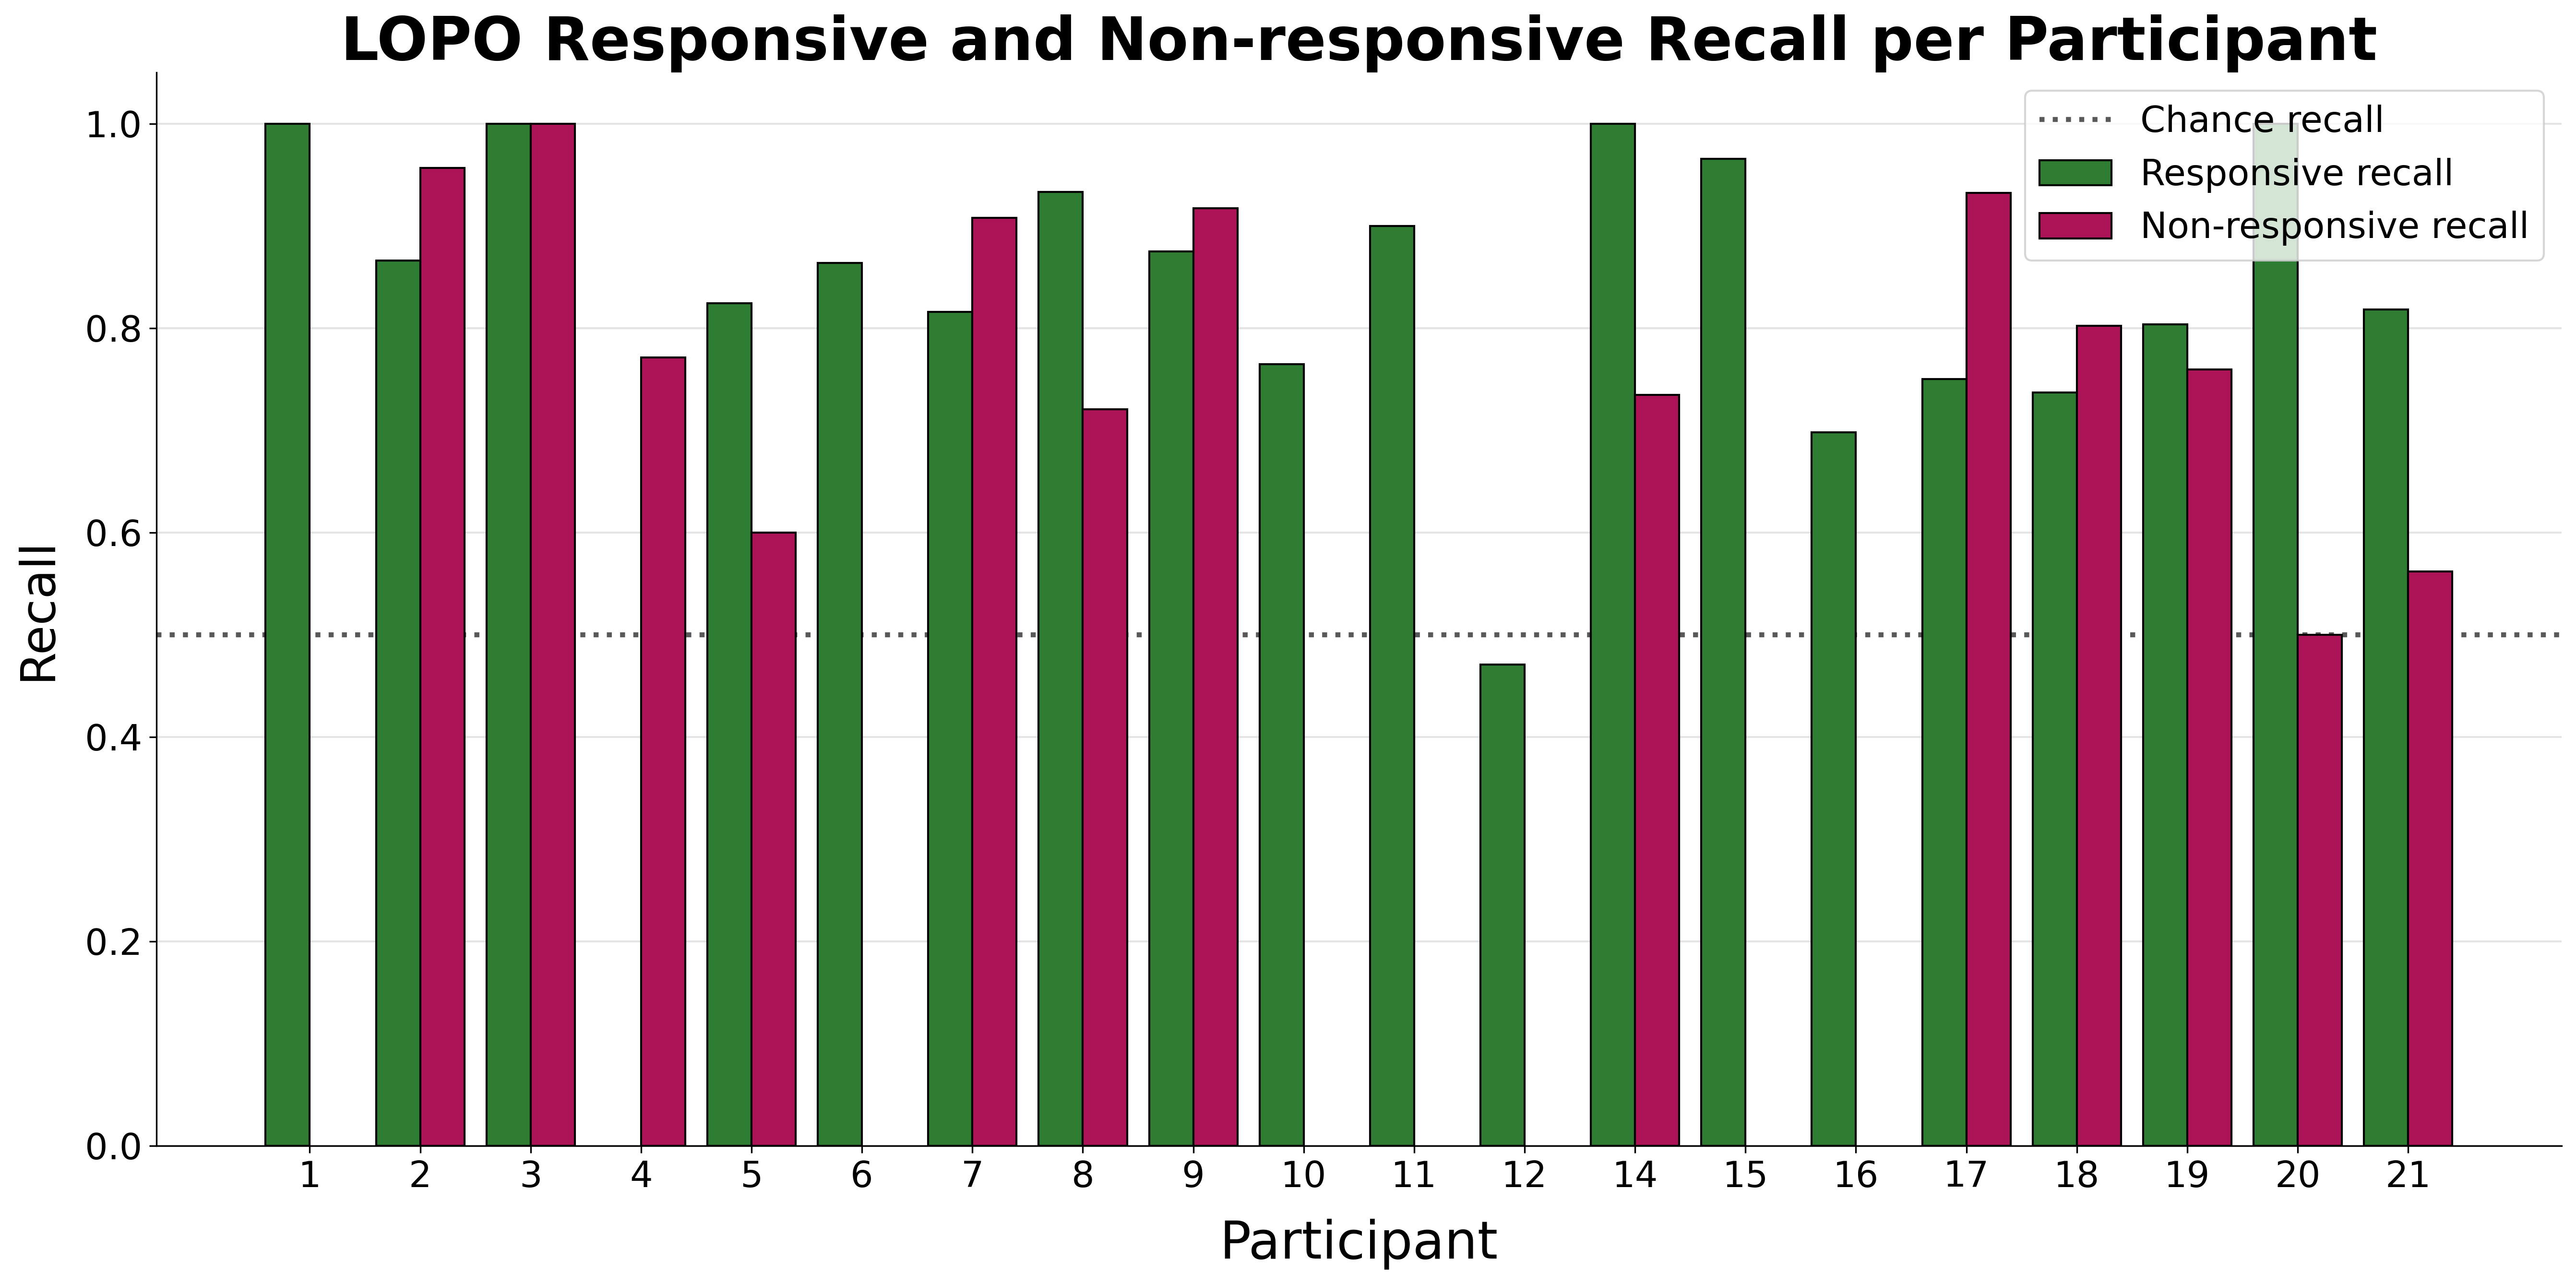 LOPO Responsive and Non-responsive Recall per Participant
Chance recall
Responsive recall
Non-responsive recall
1.0
0.8
0.6
0.4
0.2
0.0
Recall
1 2 3 4 5 6 7 8 9 10 11 12 14 15 16 17 18 19 20 21
Participant